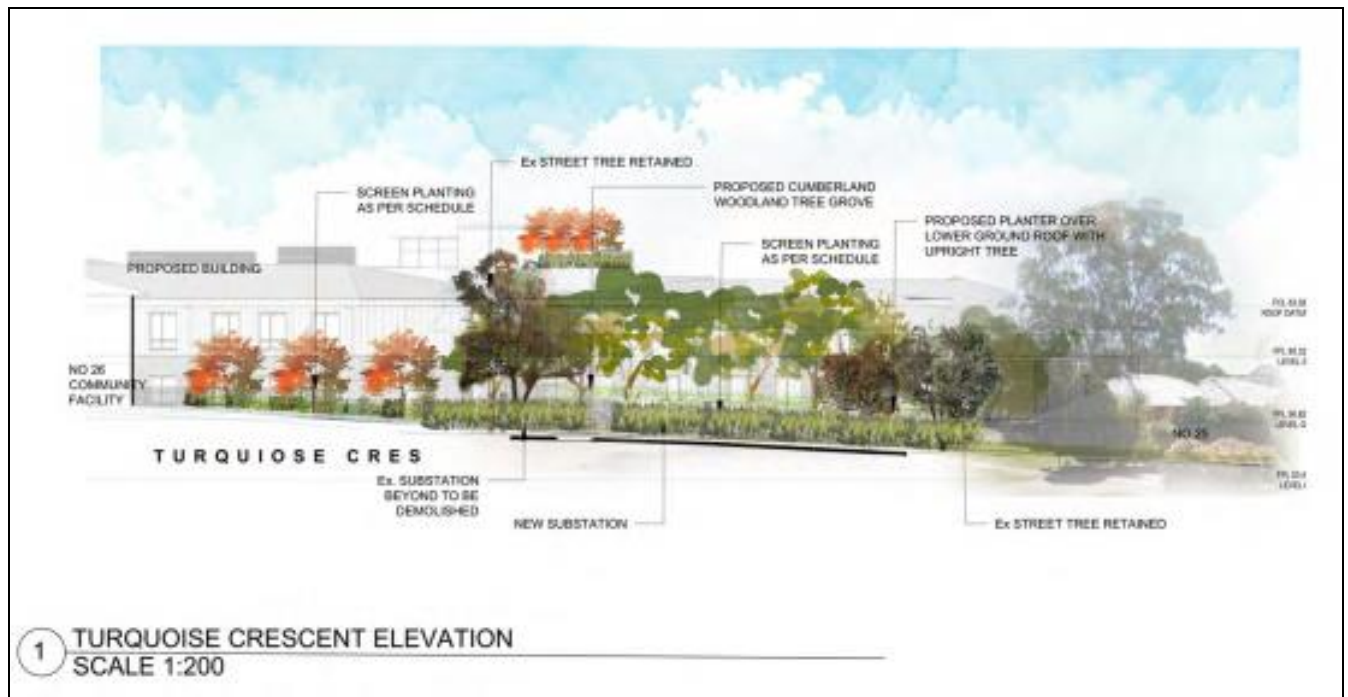 Ex STREET TREE RETAINED
SCREEN PLANTING
AS PER SCHEDULE
PROPOSED CUMBERLAND
WOODLAND TREE GROVE
PROPOSED PLANTER OVER
LOWER GROUND ROOF WITH
UPRIGHT TREE
SCREEN PLANTING
AS PER SCHEDULE
PROPOSED BUILDING
NO 26
COMMUNITY
FACILITY
NO 25
TURQUIOSE CRES
Ex. SUBSTATION
BEYOND TO BE
DEMOLISHED
NEW SUBSTATION
Ex STREET TREE RETAINED
1
TURQUOISE CRESCENT ELEVATION
SCALE 1:200